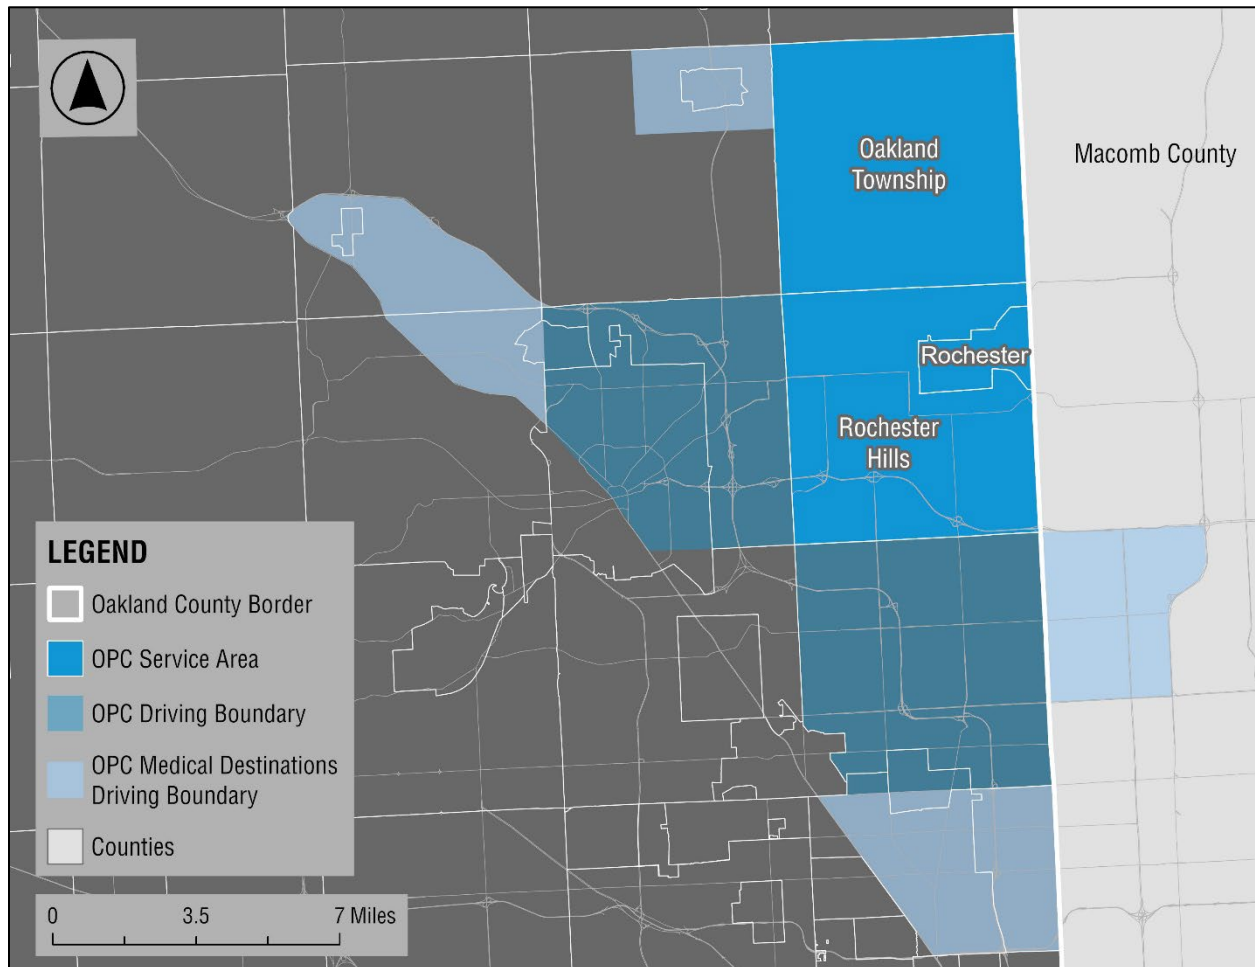 Oakland
Township
Macomb County
Rochester
Rochester
Hills
LEGEND
Oakland County Border
OPC Service Area
OPC Driving Boundary
OPC Medical Destinations
Driving Boundary
Counties
0 3.5 7 Miles